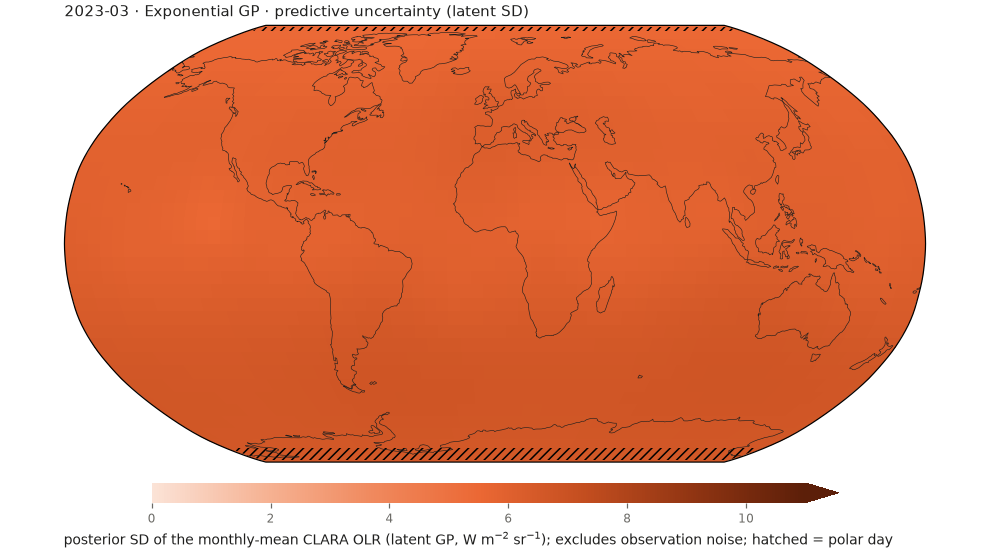 2023-03 · Exponential GP · predictive uncertainty (latent SD)
0 2 4 6 8 10
posterior SD of the monthly-mean CLARA OLR (latent GP, W m⁻² sr⁻¹); excludes observation noise; hatched = polar day